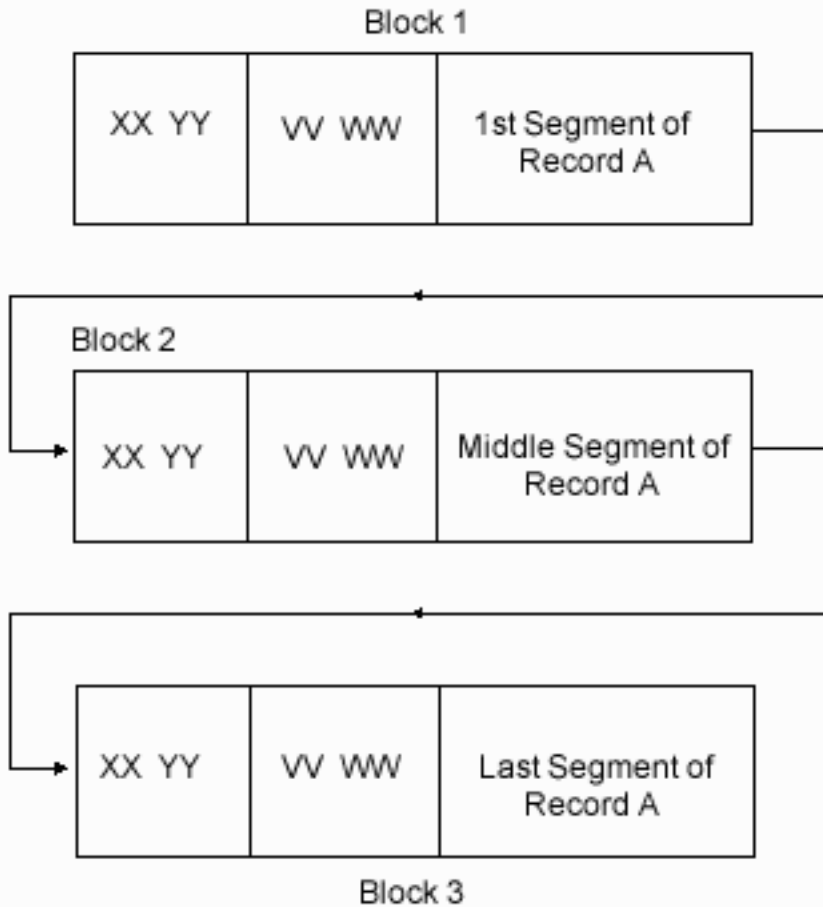 Block 1
XX YY
VV WW
1st Segment of
Record A
Block 2
XX YY
VV WW
Middle Segment of
Record A
XX YY
VV WW
Last Segment of
Record A
Block 3